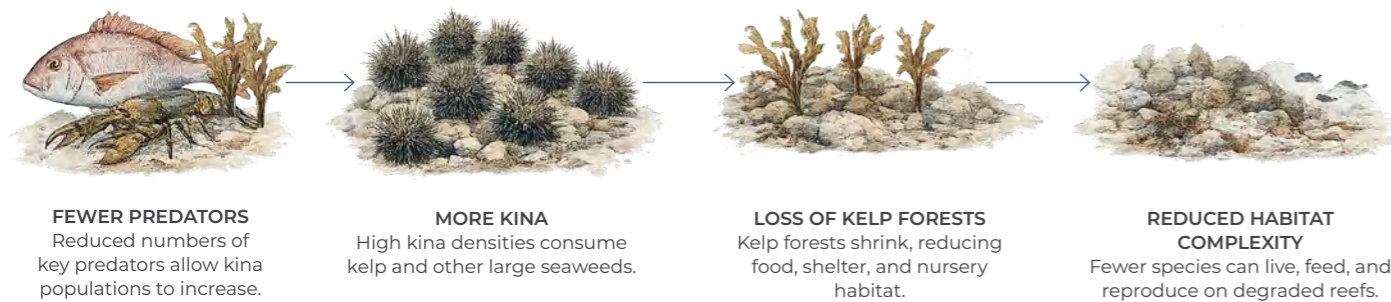 FEWER PREDATORS
Reduced numbers of
key predators allow kina
populations to increase.
MORE KINA
High kina densities consume
kelp and other large seaweeds.
LOSS OF KELP FORESTS
Kelp forests shrink, reducing
food, shelter, and nursery
habitat.
REDUCED HABITAT
COMPLEXITY
Fewer species can live, feed, and
reproduce on degraded reefs.